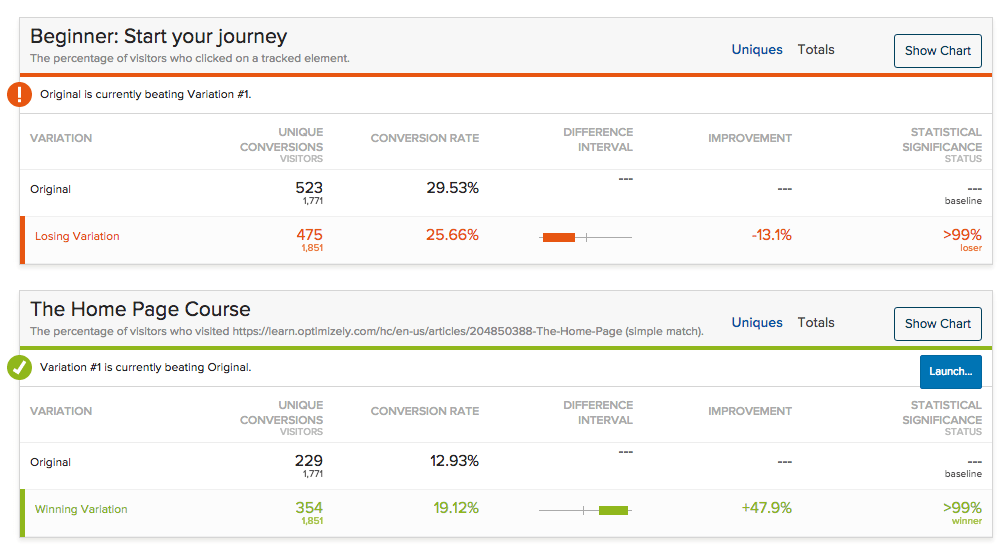 Beginner: Start your journey
The percentage of visitors who clicked on a tracked element.
Uniques Totals Show Chart
! Original is currently beating Variation #1.
VARIATION UNIQUE CONVERSIONS VISITORS CONVERSION RATE DIFFERENCE INTERVAL IMPROVEMENT STATISTICAL SIGNIFICANCE STATUS
Original 523 29.53% --- --- ---
1,771 baseline
Losing Variation 475 25.66% -13.1% >99%
1,851 loser
The Home Page Course
The percentage of visitors who visited https://learn.optimizely.com/hc/en-us/articles/204850388-The-Home-Page (simple match).
Uniques Totals Show Chart
Variation #1 is currently beating Original.
Launch...
VARIATION UNIQUE CONVERSIONS VISITORS CONVERSION RATE DIFFERENCE INTERVAL IMPROVEMENT STATISTICAL SIGNIFICANCE STATUS
Original 229 12.93% --- --- ---
1,771 baseline
Winning Variation 354 19.12% +47.9% >99%
1,851 winner